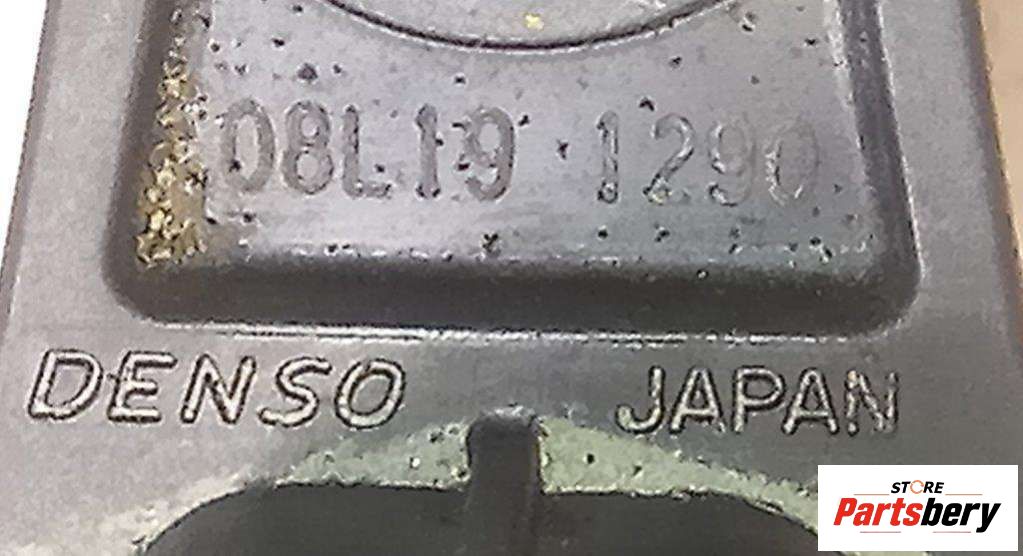 08L19 1290
DENSO JAPAN
STORE
Partsbery